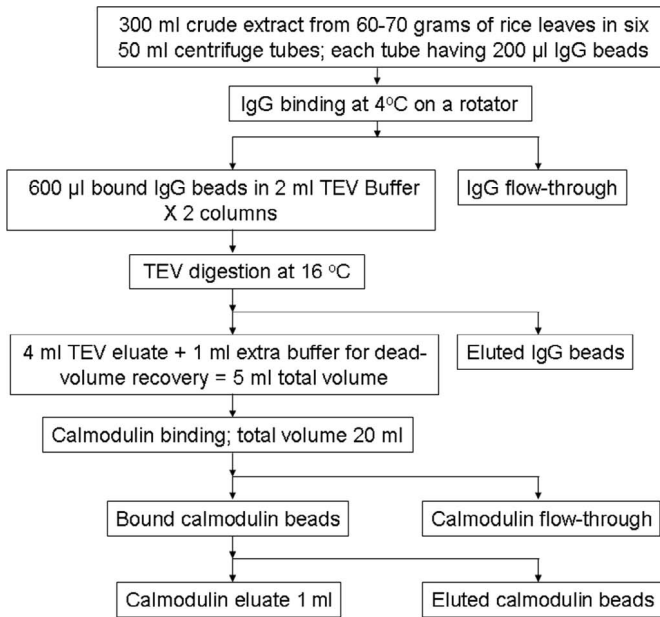 300 ml crude extract from 60-70 grams of rice leaves in six
50 ml centrifuge tubes; each tube having 200 µl IgG beads
IgG binding at 4ºC on a rotator
600 µl bound IgG beads in 2 ml TEV Buffer
X 2 columns
IgG flow-through
TEV digestion at 16 ºC
4 ml TEV eluate + 1 ml extra buffer for dead-
volume recovery = 5 ml total volume
Eluted IgG beads
Calmodulin binding; total volume 20 ml
Bound calmodulin beads
Calmodulin flow-through
Calmodulin eluate 1 ml
Eluted calmodulin beads